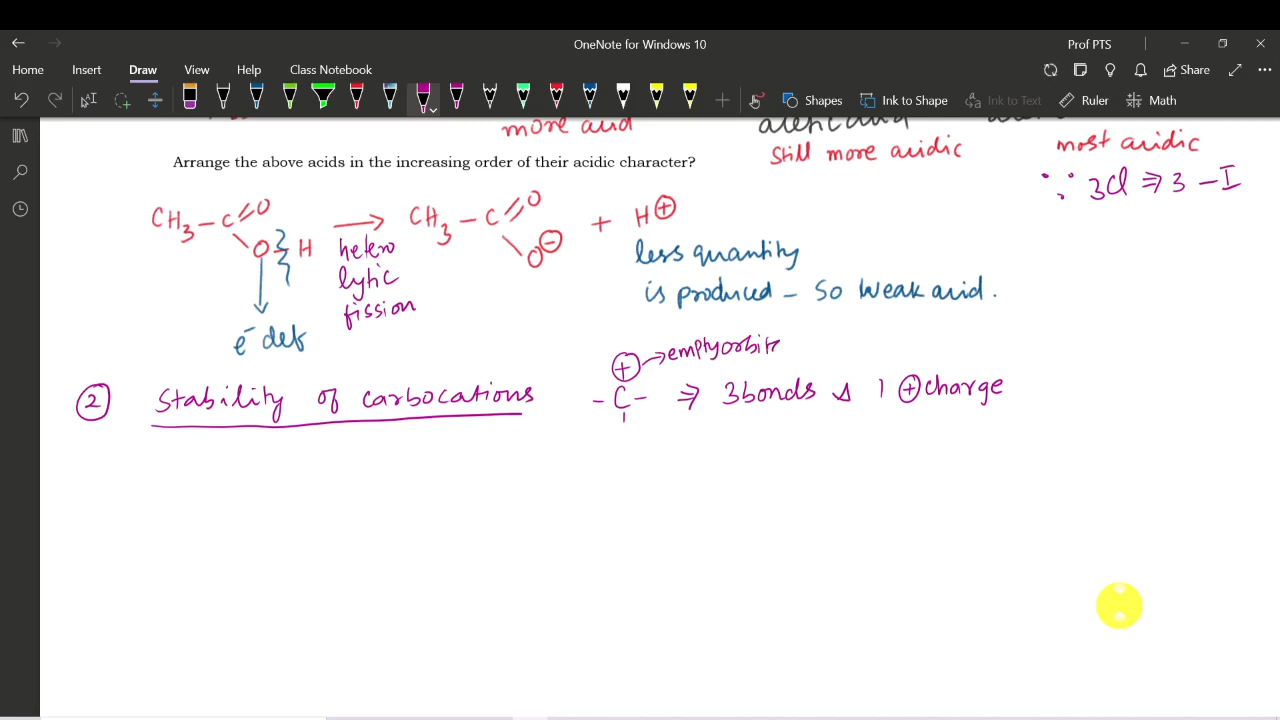 OneNote for Windows 10
Prof PTS
Home Insert Draw View Help Class Notebook
Share
Shapes Ink to Shape Ink to Text Ruler Math
more acid
still more acidic
most acidic
Arrange the above acids in the increasing order of their acidic character?
∵ 3Cl ⇒ 3 -I
CH3 - C = O
O H
hetero
lytic
fission
CH3 - C = O
O⊖
+ H⊕
less quantity
is produced - So weak acid.
e- def
② Stability of carbocations
⊕ → empty orbit
- C - ⇒ 3 bonds & 1 ⊕ charge